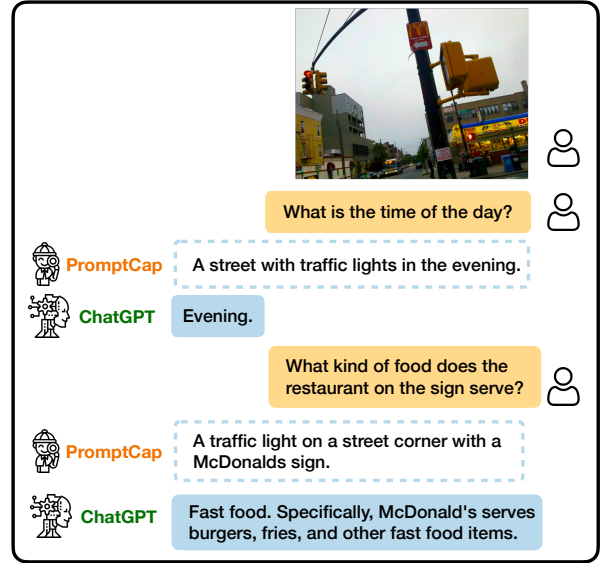 What is the time of the day?
PromptCap
A street with traffic lights in the evening.
ChatGPT
Evening.
What kind of food does the
restaurant on the sign serve?
PromptCap
A traffic light on a street corner with a
McDonalds sign.
ChatGPT
Fast food. Specifically, McDonald's serves
burgers, fries, and other fast food items.